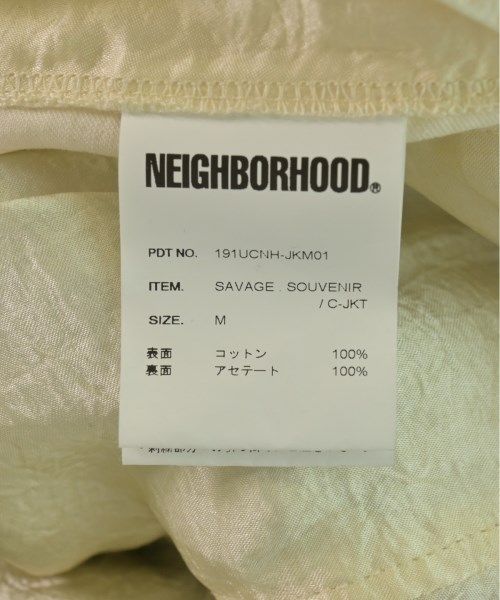 NEIGHBORHOOD®
PDT NO. 191UCNH-JKM01
ITEM. SAVAGE . SOUVENIR
/ C-JKT
SIZE. M
表面 コットン 100%
裏面 アセテート 100%